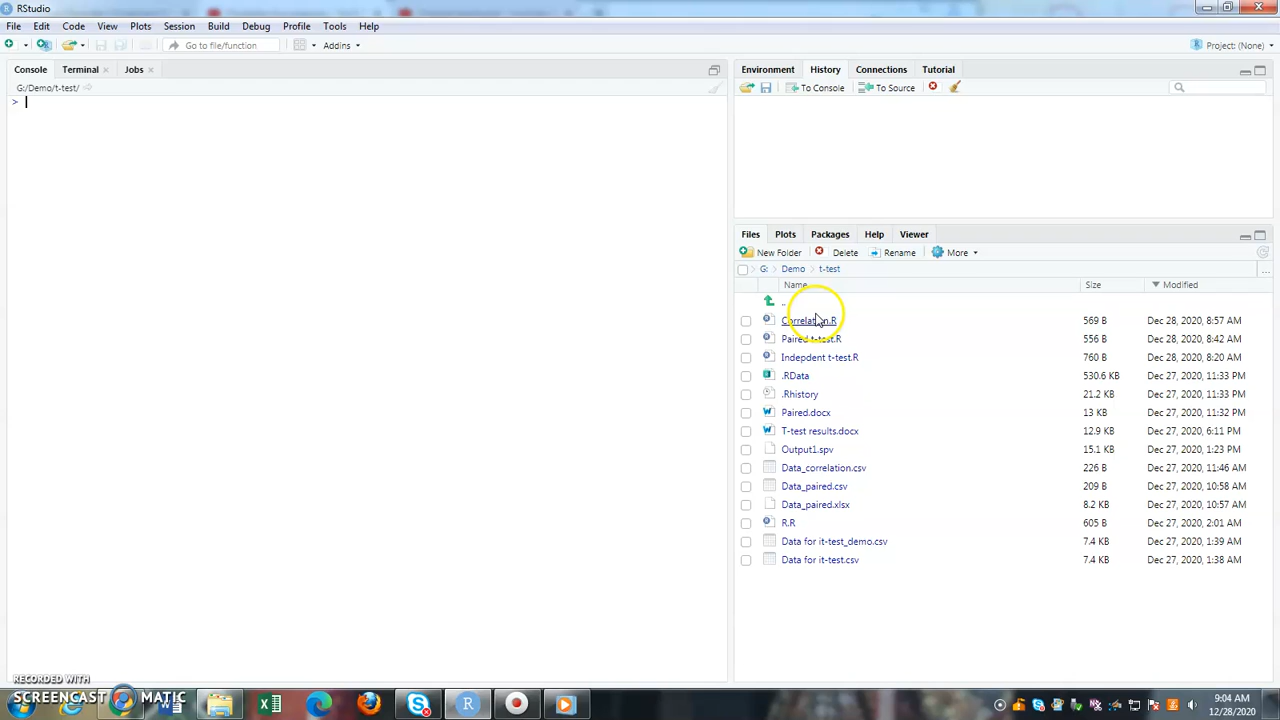 RStudio
File Edit Code View Plots Session Build Debug Profile Tools Help
Go to file/function Addins Project: (None)
Console Terminal Jobs
G:/Demo/t-test/
>
Environment History Connections Tutorial
To Console To Source
Files Plots Packages Help Viewer
New Folder Delete Rename More
G: Demo t-test ...
Name Size Modified
..
Correlation.R 569 B Dec 28, 2020, 8:57 AM
Paired t-test.R 556 B Dec 28, 2020, 8:42 AM
Indepdent t-test.R 760 B Dec 28, 2020, 8:20 AM
.RData 530.6 KB Dec 27, 2020, 11:33 PM
.Rhistory 21.2 KB Dec 27, 2020, 11:33 PM
Paired.docx 13 KB Dec 27, 2020, 11:32 PM
T-test results.docx 12.9 KB Dec 27, 2020, 6:11 PM
Output1.spv 15.1 KB Dec 27, 2020, 1:23 PM
Data_correlation.csv 226 B Dec 27, 2020, 11:46 AM
Data_paired.csv 209 B Dec 27, 2020, 10:58 AM
Data_paired.xlsx 8.2 KB Dec 27, 2020, 10:57 AM
R.R 605 B Dec 27, 2020, 2:01 AM
Data for it-test_demo.csv 7.4 KB Dec 27, 2020, 1:39 AM
Data for it-test.csv 7.4 KB Dec 27, 2020, 1:38 AM
RECORDED WITH
SCREENCAST MATIC
9:04 AM
12/28/2020